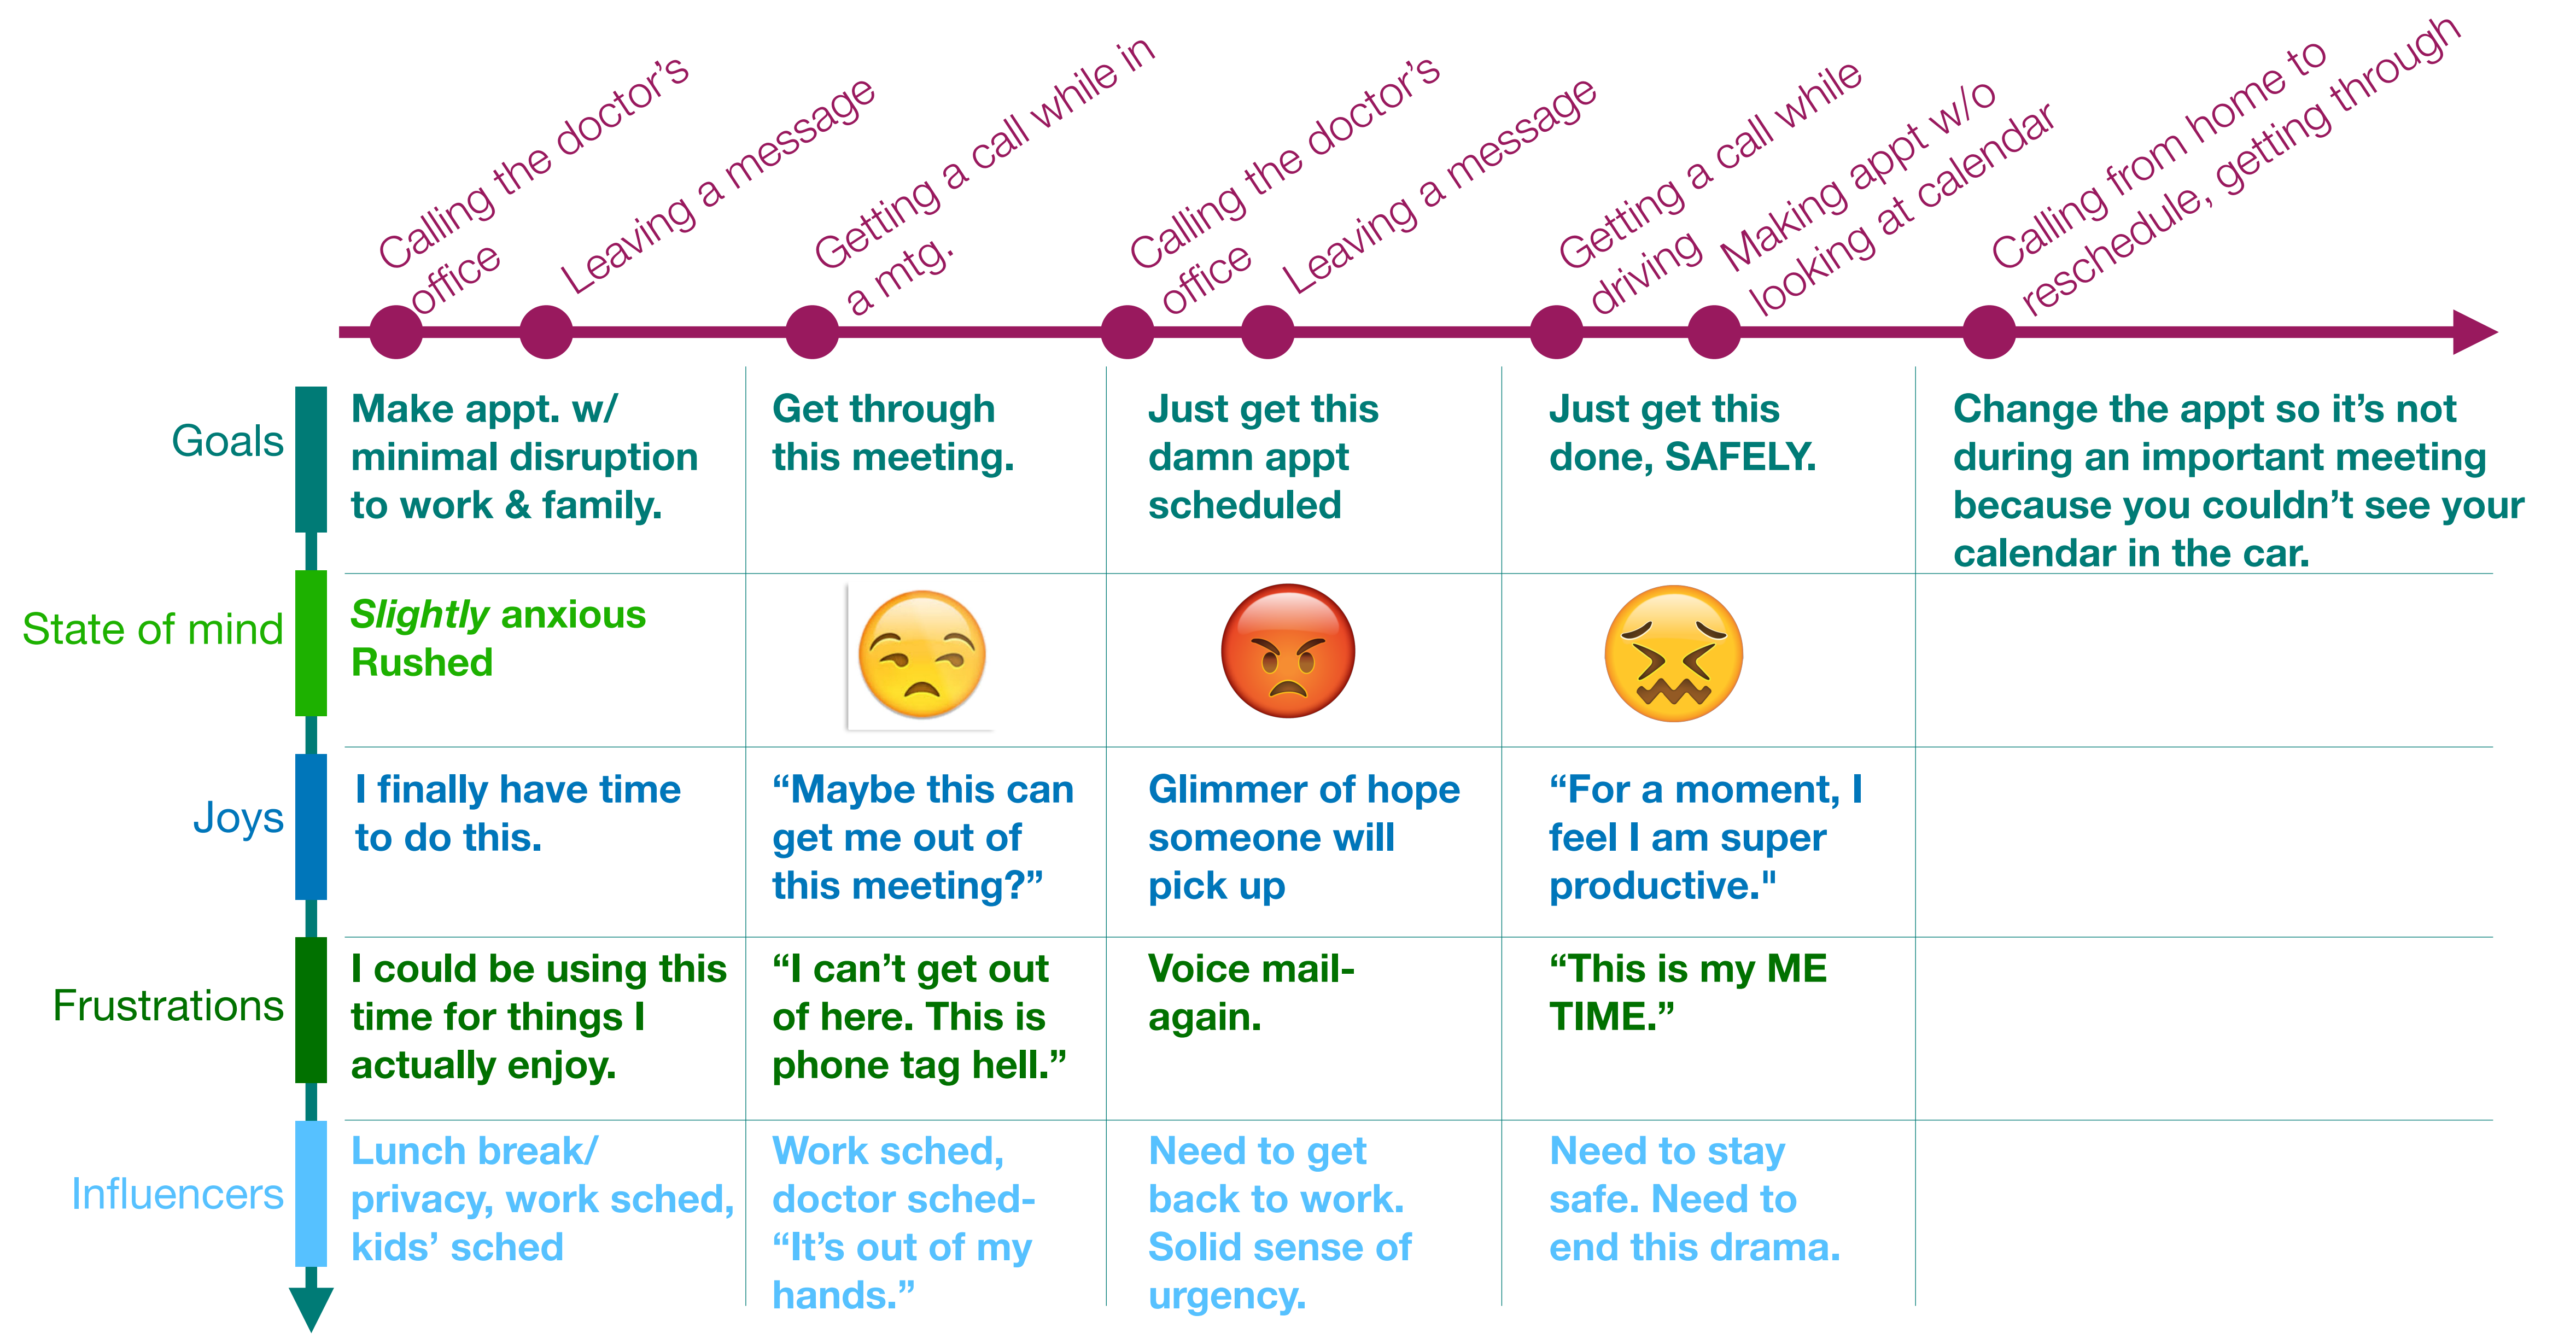 Calling the doctor’s
office
Leaving a message
Getting a call while in
a mtg.
Calling the doctor’s
office
Leaving a message
Getting a call while
driving
Making appt w/o
looking at calendar
Calling from home to
reschedule, getting through
Goals
Make appt. w/
minimal disruption
to work & family.
Get through
this meeting.
Just get this
damn appt
scheduled
Just get this
done, SAFELY.
Change the appt so it’s not
during an important meeting
because you couldn’t see your
calendar in the car.
State of mind
Slightly anxious
Rushed
Joys
I finally have time
to do this.
“Maybe this can
get me out of
this meeting?”
Glimmer of hope
someone will
pick up
“For a moment, I
feel I am super
productive."
Frustrations
I could be using this
time for things I
actually enjoy.
“I can’t get out
of here. This is
phone tag hell.”
Voice mail-
again.
“This is my ME
TIME.”
Influencers
Lunch break/
privacy, work sched,
kids’ sched
Work sched,
doctor sched-
“It’s out of my
hands.”
Need to get
back to work.
Solid sense of
urgency.
Need to stay
safe. Need to
end this drama.